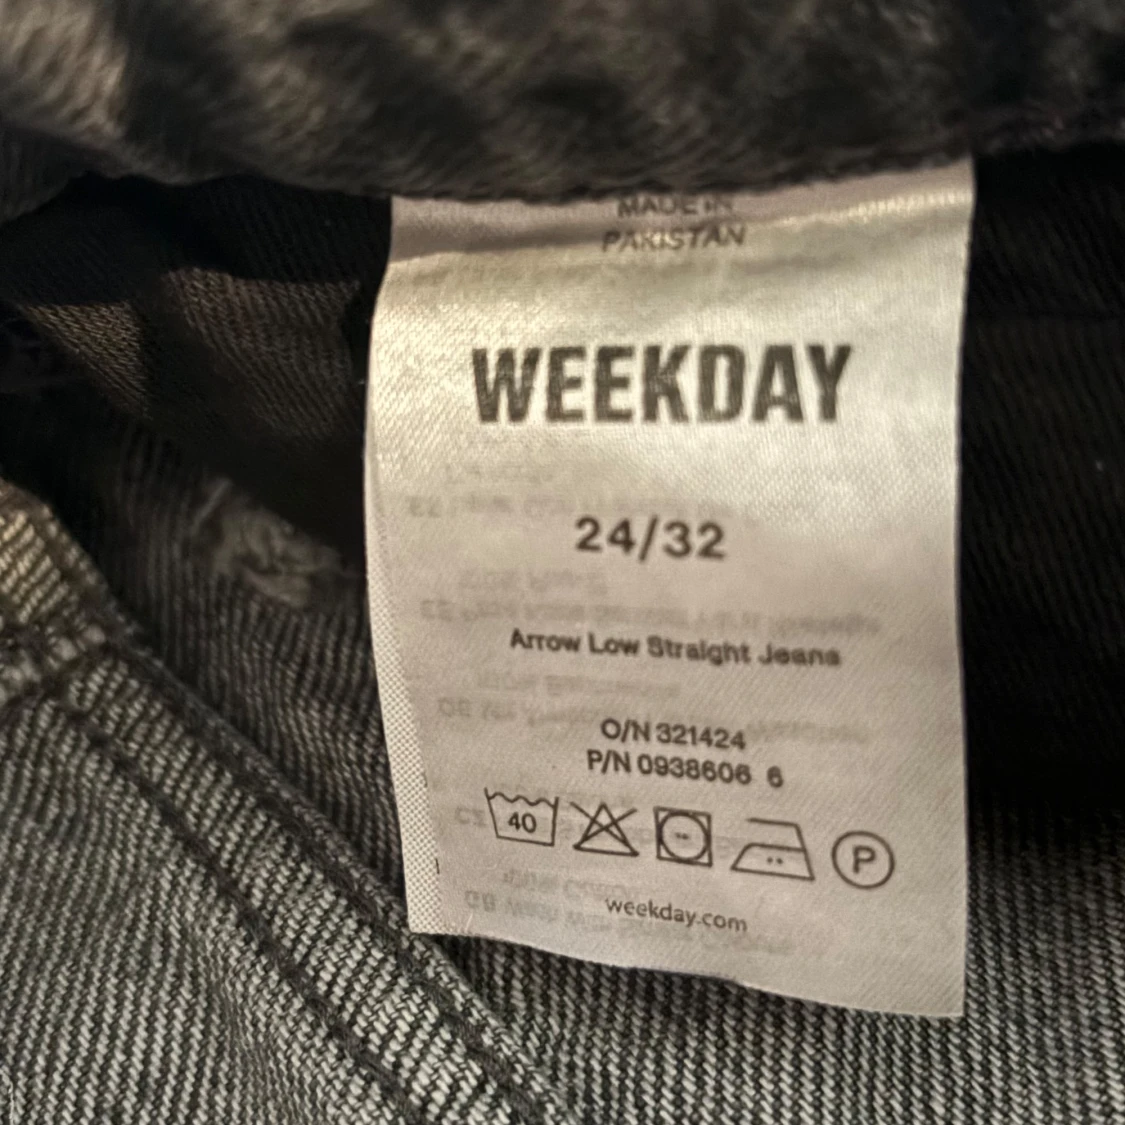 MADE IN
PAKISTAN
WEEKDAY
24/32
Arrow Low Straight Jeans
O/N 321424
P/N 0938606 6
40
P
weekday.com